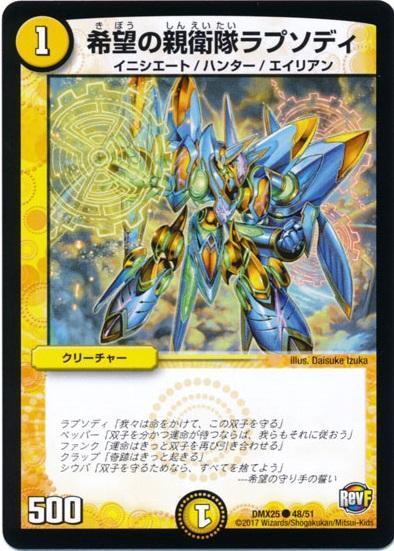 1
きぼう しんえいたい
希望の親衛隊ラプソディ
イニシエート/ハンター/エイリアン
クリーチャー
illus. Daisuke Izuka
ラプソディ「我々は命をかけて、この双子を守る」
ペッパー「双子を分かつ運命が待つならば、我らもそれに従おう」
ファンク「運命はきっと双子を再び引き合わせる」
クラップ「奇跡はきっと起きる」
シウバ「双子を守るためなら、すべてを捨てよう」
---希望の守り手の誓い
500
1
RevF
DMX25 ● 48/51
©2017 Wizards/Shogakukan/Mitsui-Kids